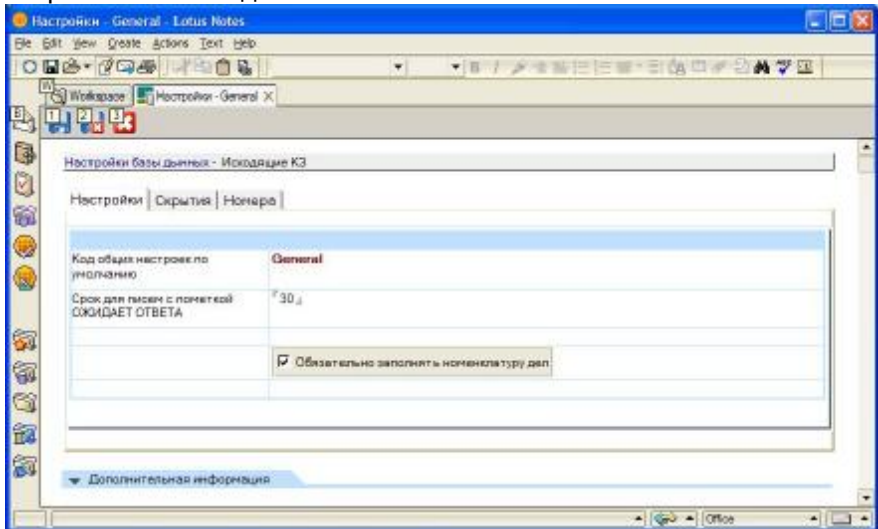 Настройки - General - Lotus Notes
File Edit View Create Actions Text Help
Workspace Настройки - General
Настройки базы данных - Исходящие КЗ
Настройки Скрытия Номера
Код общих настроек по умолчанию General
Срок для писем с пометкой ОЖИДАЕТ ОТВЕТА 30
Обязательно заполнять номенклатуру дел
Дополнительная информация
Office